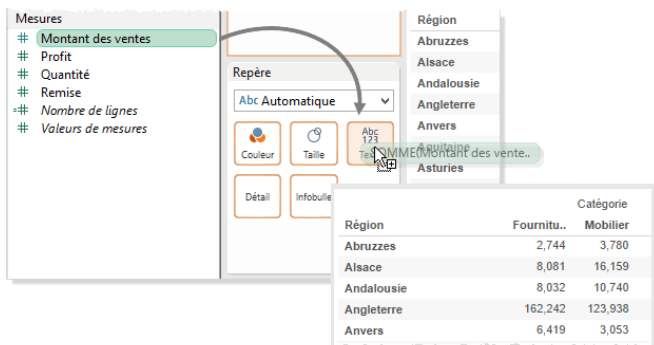 Mesures
Montant des ventes
Profit
Quantité
Remise
Nombre de lignes
Valeurs de mesures
Repère
Abc Automatique
Couleur
Taille
Abc
123
Détail
Infobulle
Région
Abruzzes
Alsace
Andalousie
Angleterre
Anvers
Aquitaine
OMME(Montant des vente..
Asturies
Catégorie
Région Fournitu.. Mobilier
Abruzzes 2,744 3,780
Alsace 8,081 16,159
Andalousie 8,032 10,740
Angleterre 162,242 123,938
Anvers 6,419 3,053